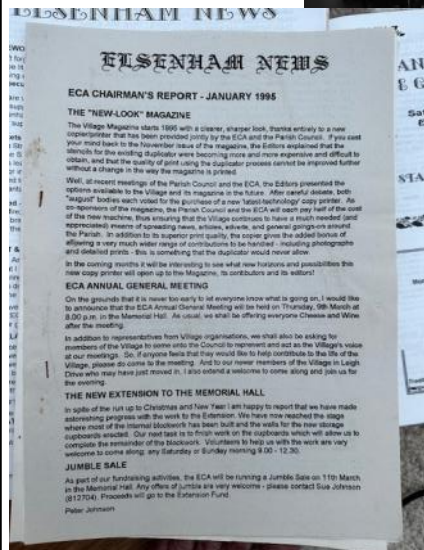 ELSENHAM NEWS
ELSENHAM NEWS
ECA CHAIRMAN'S REPORT - JANUARY 1995
THE "NEW-LOOK" MAGAZINE
The Village Magazine starts 1995 with a clearer, sharper look, thanks entirely to a new
copier/printer that has been provided jointly by the ECA and the Parish Council. If you cast
your mind back to the November issue of the magazine, the Editors explained that the
stencils for the existing duplicator were becoming more and more expensive and difficult to
obtain, and that the quality of print using the duplicator process cannot be improved further
without a change in the way the magazine is printed.
Well, at recent meetings of the Parish Council and the ECA, the Editors presented the
options available to the Village and its magazine in the future. After careful debate, both
"august" bodies each voted for the purchase of a new 'latest-technology' copy printer. As
co-sponsors of the magazine, the Parish Council and the ECA will each pay half of the cost
of the new machine, thus ensuring that the Village continues to have a much needed (and
appreciated) means of spreading news, articles, adverts, and general goings-on around
the Parish. In addition to its superior print quality, the copier gives the added bonus of
allowing a very much wider range of contributions to be handled - including photographs
and detailed prints - this is something that the duplicator would never allow.
In the coming months it will be interesting to see what new horizons and possibilities this
new copy printer will open up to the Magazine, its contributors and its editors!
ECA ANNUAL GENERAL MEETING
On the grounds that it is never too early to let everyone know what is going on, I would like
to announce that the ECA Annual General Meeting will be held on Thursday, 9th March at
8.00 p.m. in the Memorial Hall. As usual, we shall be offering everyone Cheese and Wine
after the meeting.
In addition to representatives from Village organisations, we shall also be asking for
members of the Village to come onto the Council to represent and act as the Village's voice
at our meetings. So, if anyone feels that they would like to help contribute to the life of the
Village, please do come to the meeting. And to our newer members of the Village in Leigh
Drive who may have just moved in, I also extend a welcome to come along and join us for
the evening.
THE NEW EXTENSION TO THE MEMORIAL HALL
In spite of the run up to Christmas and New Year I am happy to report that we have made
astonishing progress with the work to the Extension. We have now reached the stage
where most of the internal blockwork has been built and the walls for the new storage
cupboards erected. Our next task is to finish work on the cupboards which will allow us to
complete the remainder of the blockwork. Volunteers to help us with the work are very
welcome to come along any Saturday or Sunday morning 9.00 - 12.30.
JUMBLE SALE
As part of our fundraising activities, the ECA will be running a Jumble Sale on 11th March
in the Memorial Hall. Any offers of jumble are very welcome - please contact Sue Johnson
(812704). Proceeds will go to the Extension Fund.
Peter Johnson